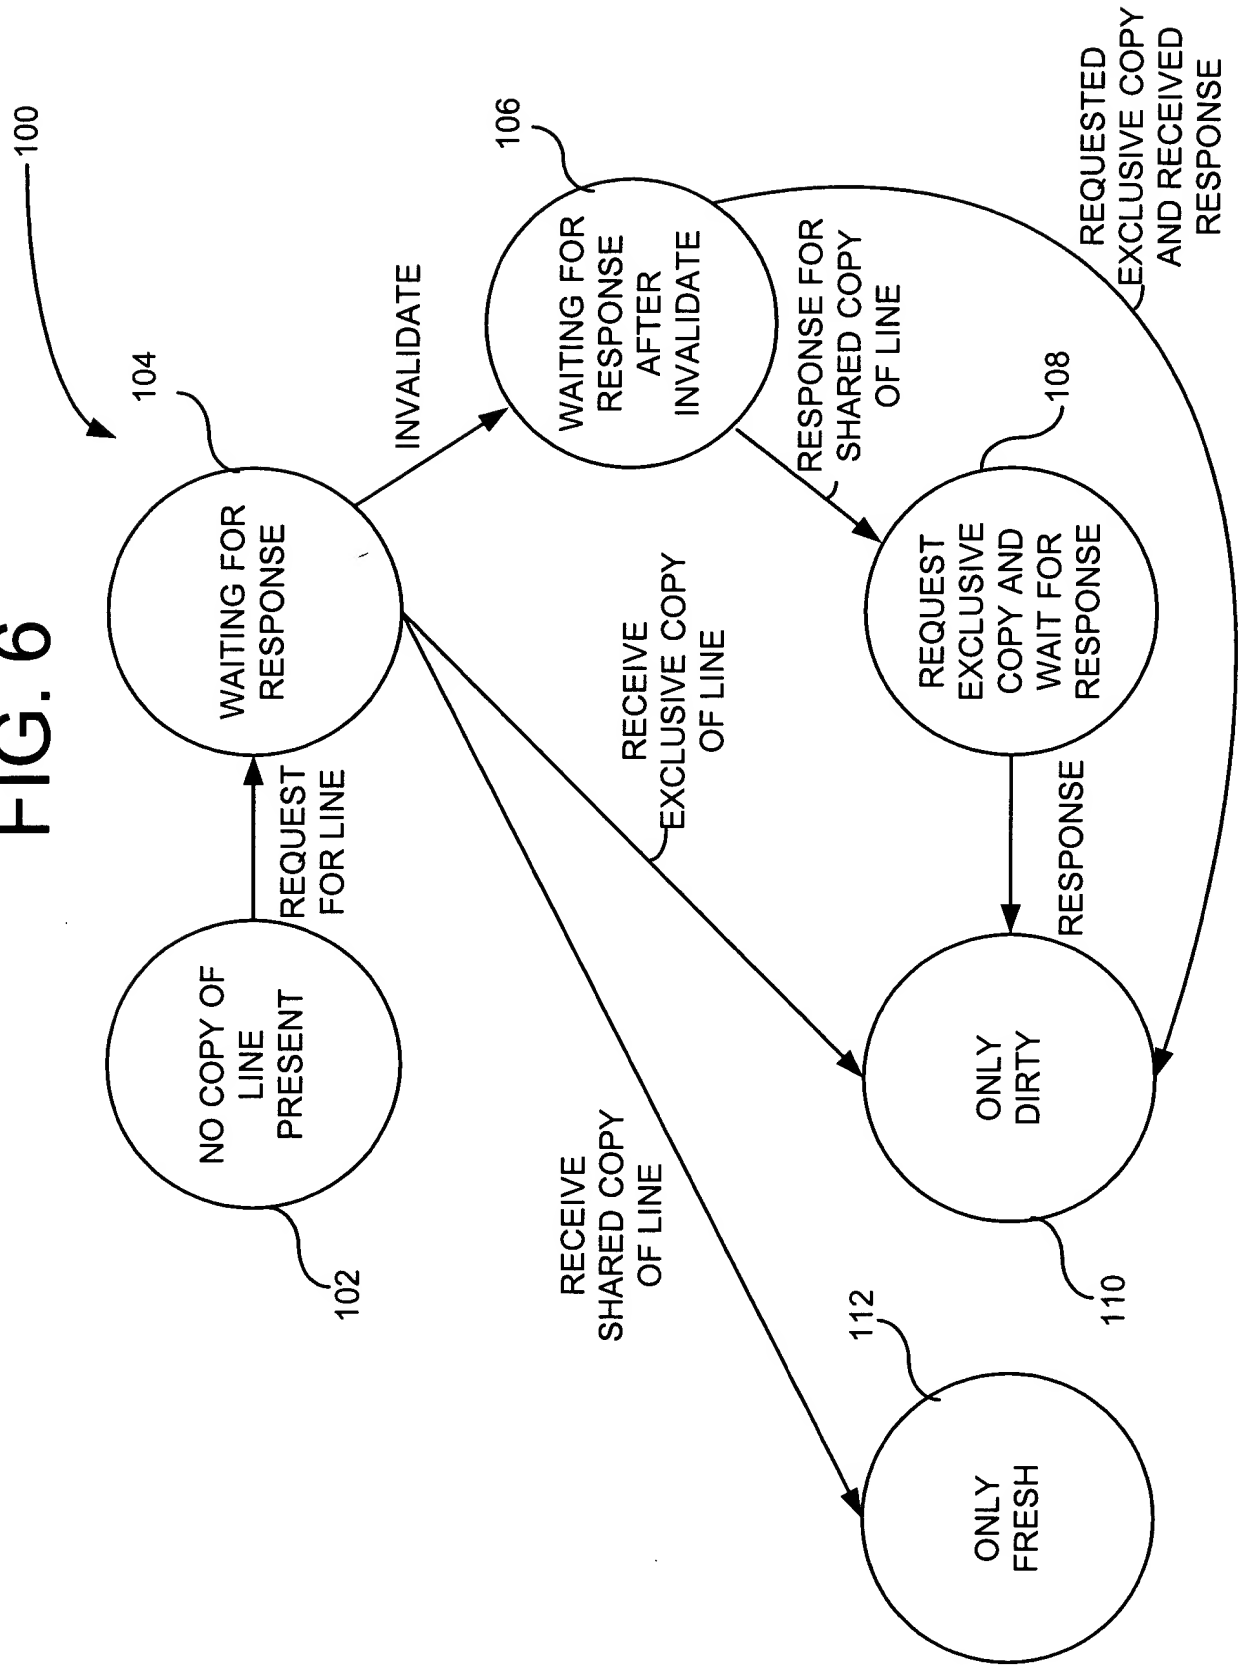 FIG. 6
100
102
NO COPY OF
LINE
PRESENT
REQUEST
FOR LINE
104
WAITING FOR
RESPONSE
INVALIDATE
106
WAITING FOR
RESPONSE
AFTER
INVALIDATE
RECEIVE
SHARED COPY
OF LINE
RECEIVE
EXCLUSIVE COPY
OF LINE
RESPONSE FOR
SHARED COPY
OF LINE
REQUESTED
EXCLUSIVE COPY
AND RECEIVED
RESPONSE
112
ONLY
FRESH
110
ONLY
DIRTY
RESPONSE
108
REQUEST
EXCLUSIVE
COPY AND
WAIT FOR
RESPONSE